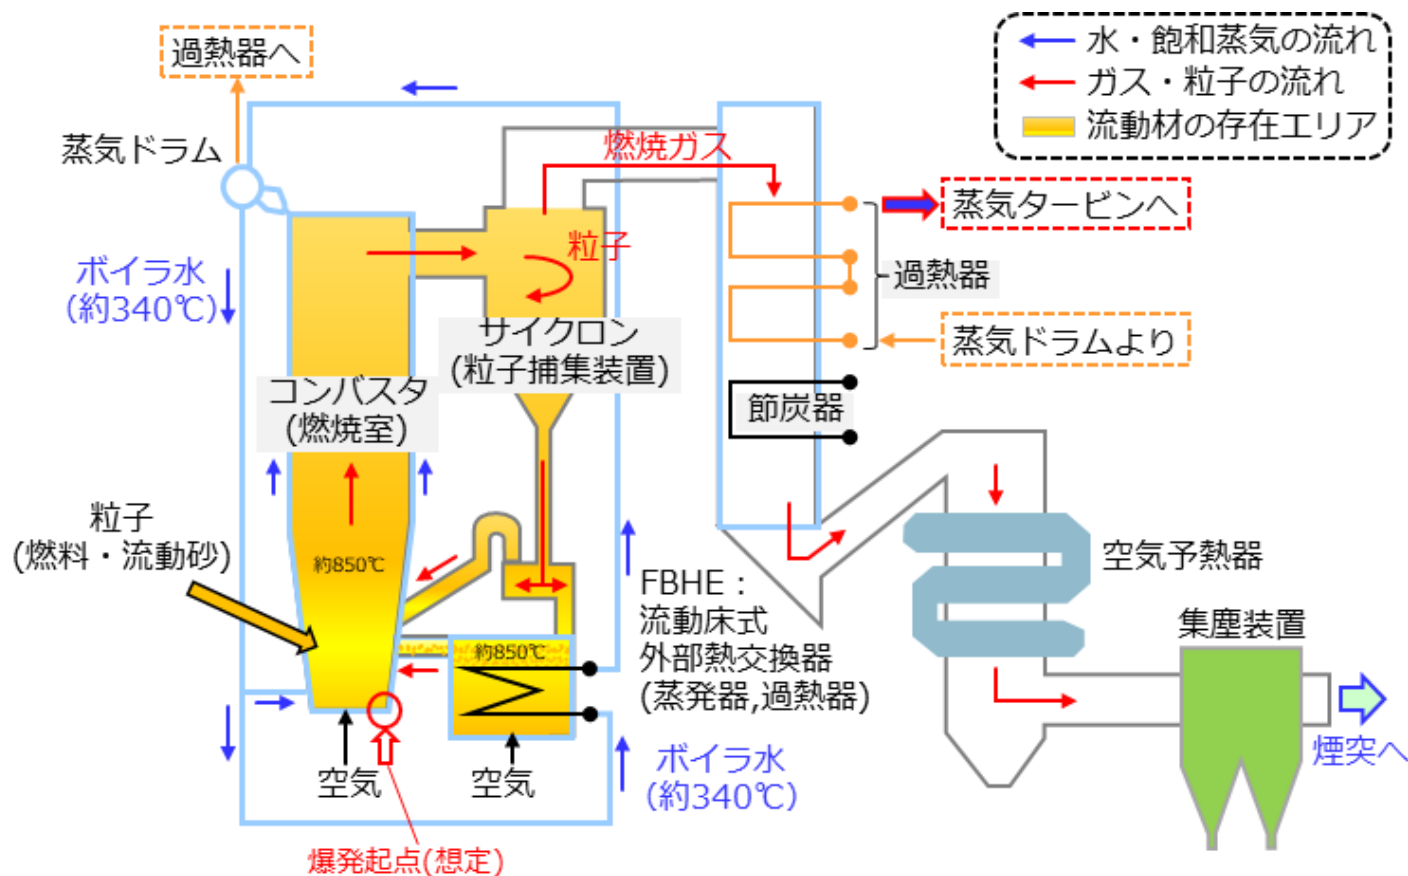 水・飽和蒸気の流れ
ガス・粒子の流れ
流動材の存在エリア
過熱器へ
蒸気ドラム
燃焼ガス
粒子
蒸気タービンへ
過熱器
蒸気ドラムより
ボイラ水
(約340℃)
サイクロン
(粒子捕集装置)
コンバスタ
(燃焼室)
節炭器
粒子
(燃料・流動砂)
約850℃
空気予熱器
FBHE：
流動床式
外部熱交換器
(蒸発器,過熱器)
約850℃
集塵装置
煙突へ
空気
空気
ボイラ水
(約340℃)
爆発起点(想定)